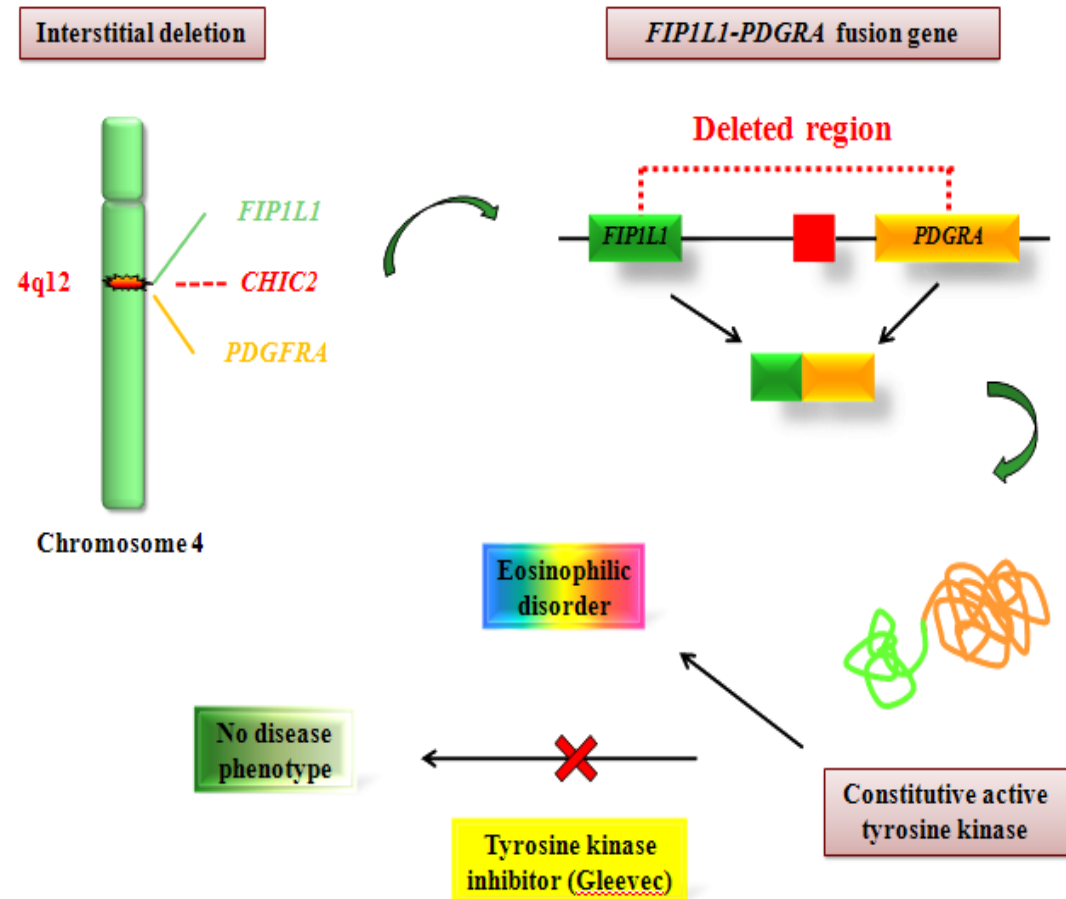 Interstitial deletion
FIP1L1-PDGRA fusion gene
Deleted region
FIP1L1
PDGRA
FIP1L1
4q12
CHIC2
PDGFRA
Chromosome 4
Eosinophilic
disorder
No disease
phenotype
Constitutive active
tyrosine kinase
Tyrosine kinase
inhibitor (Gleevec)